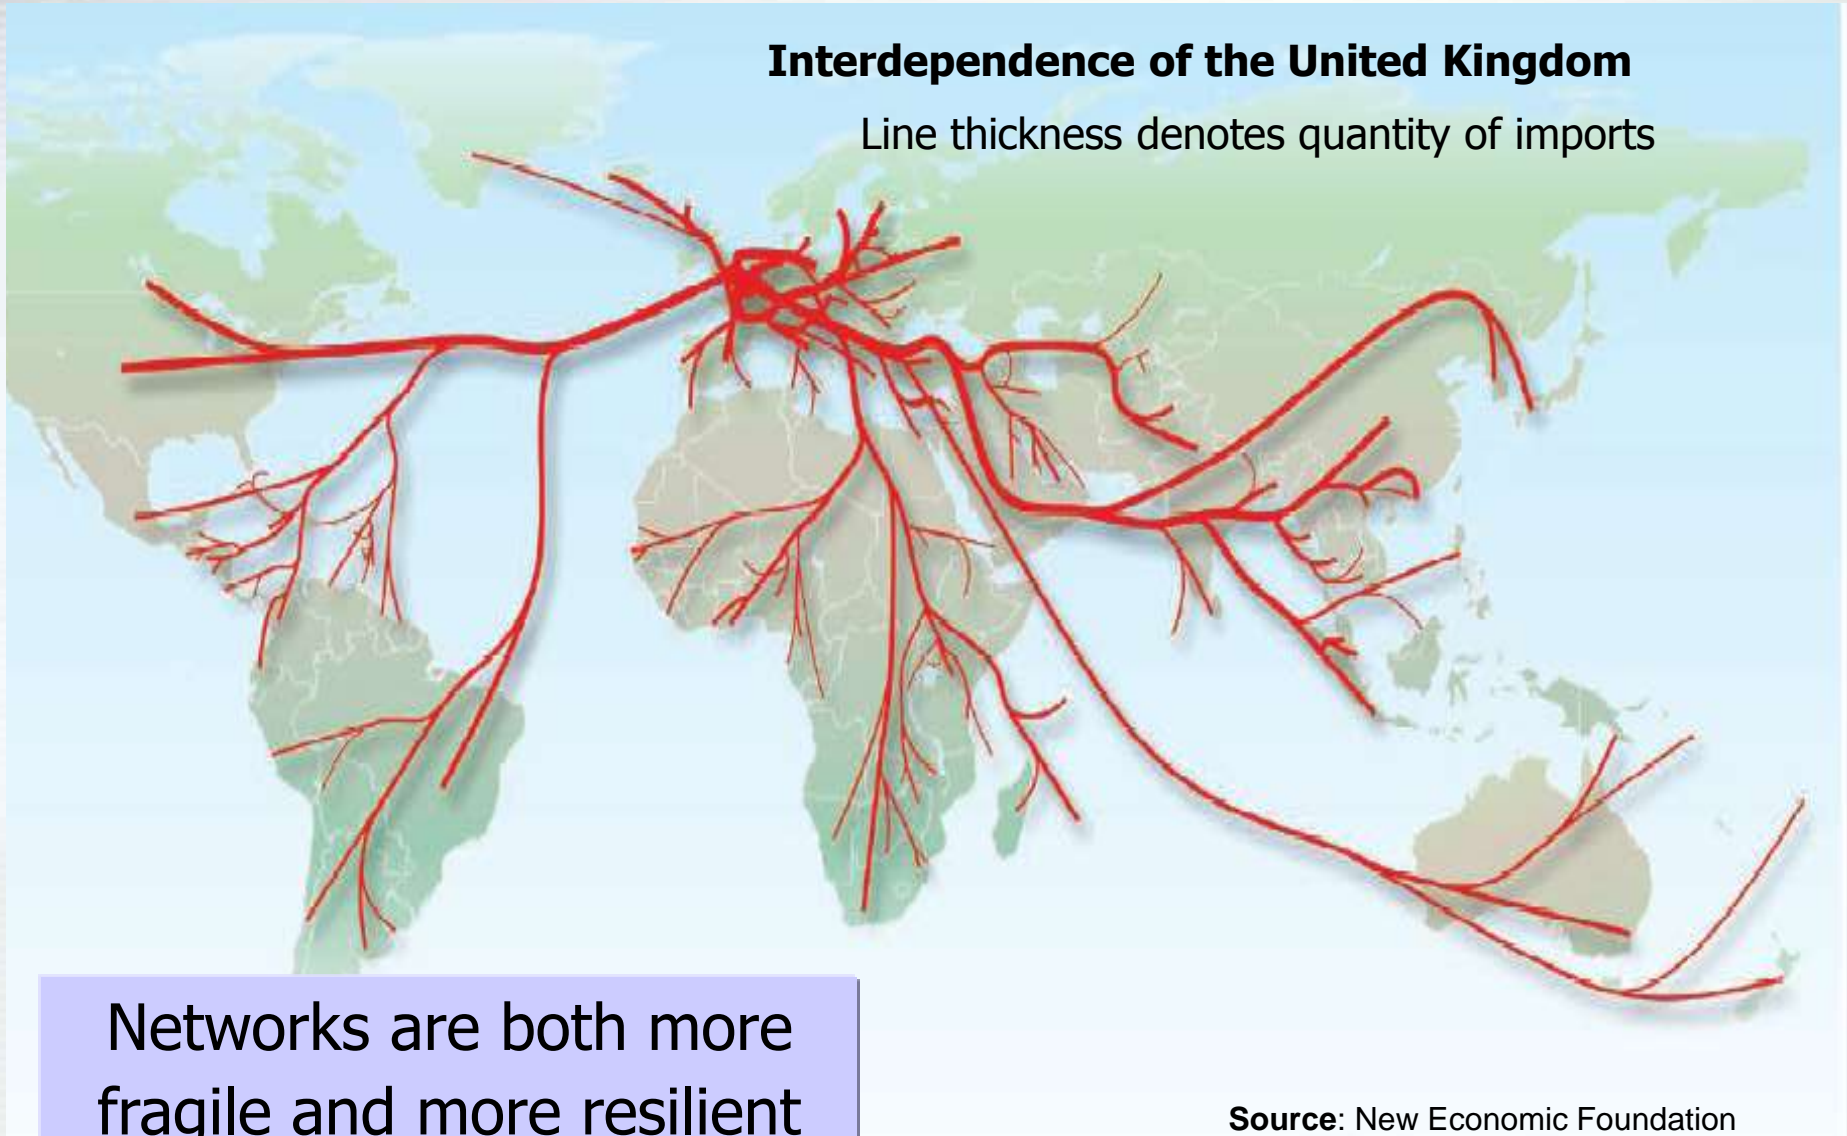 Interdependence of the United Kingdom
Line thickness denotes quantity of imports
Networks are both more
fragile and more resilient
Source: New Economic Foundation